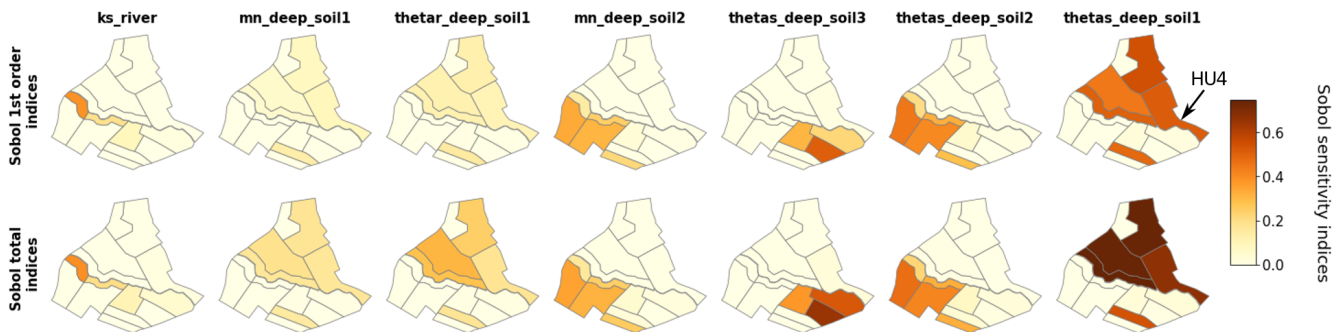 ks_river
mn_deep_soil1
thetar_deep_soil1
mn_deep_soil2
thetas_deep_soil3
thetas_deep_soil2
thetas_deep_soil1
Sobol 1st order
indices
HU4
Sobol total
indices
0.6
0.4
0.2
0.0
Sobol sensitivity indices